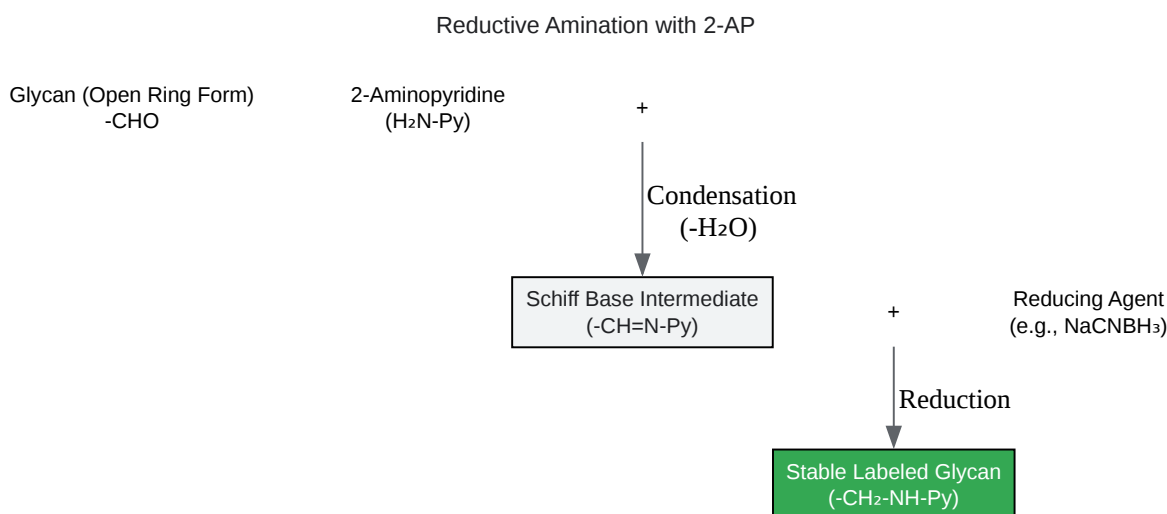 Reductive Amination with 2-AP
Glycan (Open Ring Form)
-CHO
2-Aminopyridine
(H₂N-Py)
+
Condensation
(-H₂O)
Schiff Base Intermediate
(-CH=N-Py)
+
Reducing Agent
(e.g., NaCNBH₃)
Reduction
Stable Labeled Glycan
(-CH₂-NH-Py)